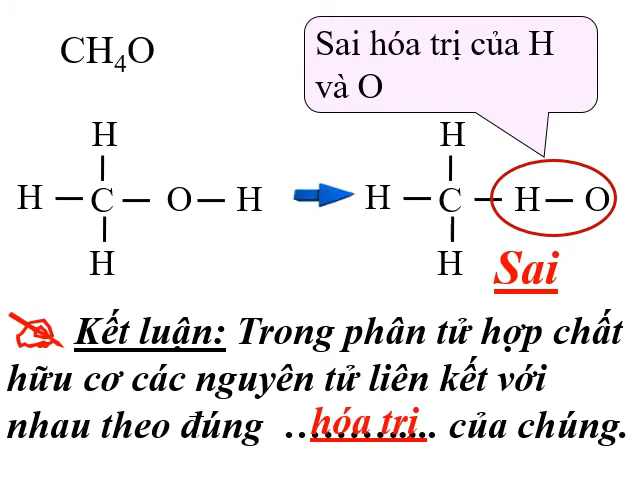 CH₄O
Sai hóa trị của H
và O
H H
H C O H H C H O
H H
Sai
Kết luận: Trong phân tử hợp chất
hữu cơ các nguyên tử liên kết với
nhau theo đúng hóa trị ............ của chúng.